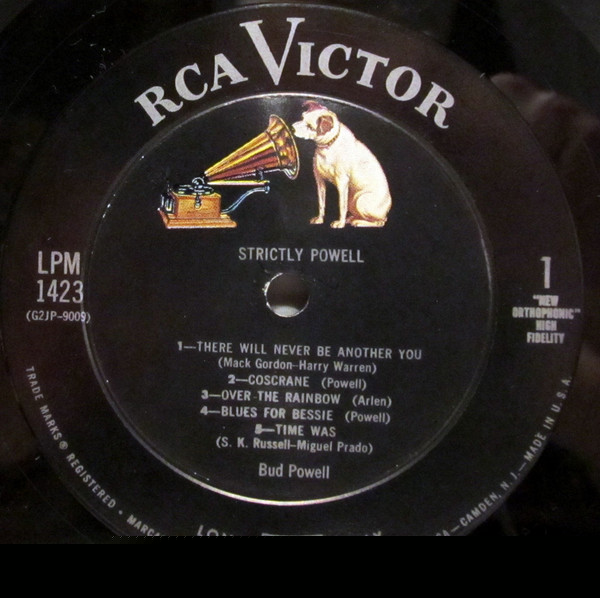 RCA VICTOR
STRICTLY POWELL
LPM
1423
(G2JP-9009)
1
"NEW
ORTHOPHONIC"
HIGH
FIDELITY
1—THERE WILL NEVER BE ANOTHER YOU
(Mack Gordon-Harry Warren)
2—COSCRANE (Powell)
3—OVER THE RAINBOW (Arlen)
4—BLUES FOR BESSIE (Powell)
5—TIME WAS
(S. K. Russell-Miguel Prado)
Bud Powell
TRADE MARKS ® REGISTERED •
—CAMDEN, N.J.—MADE IN U.S.A.